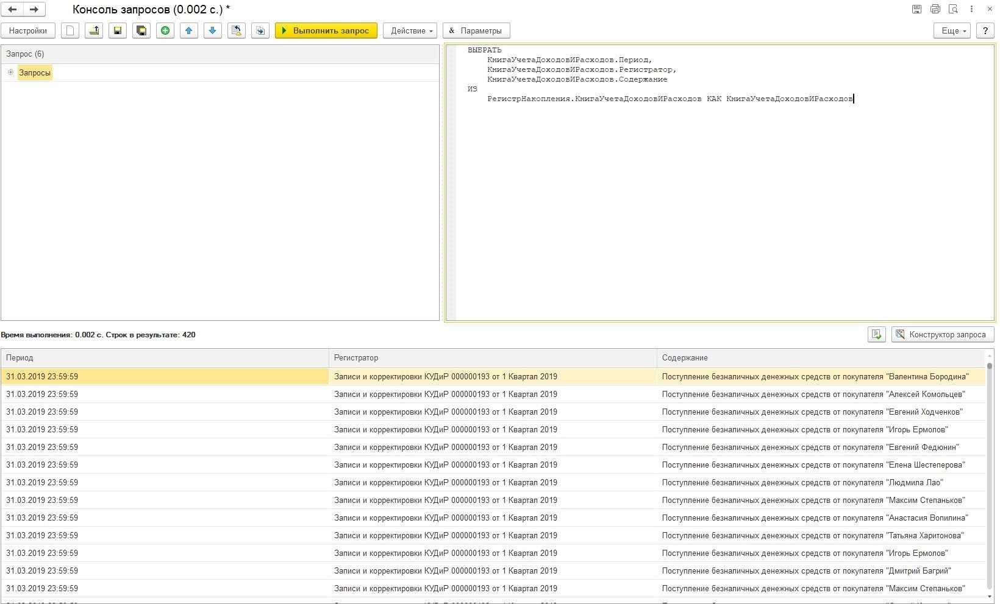 Консоль запросов (0.002 с.) *
Настройки Выполнить запрос Действие & Параметры Еще ?
Запрос (6)
Запросы
ВЫБРАТЬ
КнигаУчетаДоходовИРасходов.Период,
КнигаУчетаДоходовИРасходов.Регистратор,
КнигаУчетаДоходовИРасходов.Содержание
ИЗ
РегистрНакопления.КнигаУчетаДоходовИРасходов КАК КнигаУчетаДоходовИРасходов
Время выполнения: 0.002 с. Строк в результате: 420 Конструктор запроса
Период Регистратор Содержание
31.03.2019 23:59:59 Записи и корректировки КУДиР 000000193 от 1 Квартал 2019 Поступление безналичных денежных средств от покупателя "Валентина Бородина"
31.03.2019 23:59:59 Записи и корректировки КУДиР 000000193 от 1 Квартал 2019 Поступление безналичных денежных средств от покупателя "Алексей Комольцев"
31.03.2019 23:59:59 Записи и корректировки КУДиР 000000193 от 1 Квартал 2019 Поступление безналичных денежных средств от покупателя "Евгений Ходченков"
31.03.2019 23:59:59 Записи и корректировки КУДиР 000000193 от 1 Квартал 2019 Поступление безналичных денежных средств от покупателя "Игорь Ермолов"
31.03.2019 23:59:59 Записи и корректировки КУДиР 000000193 от 1 Квартал 2019 Поступление безналичных денежных средств от покупателя "Евгений Федюнин"
31.03.2019 23:59:59 Записи и корректировки КУДиР 000000193 от 1 Квартал 2019 Поступление безналичных денежных средств от покупателя "Елена Шестеперова"
31.03.2019 23:59:59 Записи и корректировки КУДиР 000000193 от 1 Квартал 2019 Поступление безналичных денежных средств от покупателя "Людмила Лао"
31.03.2019 23:59:59 Записи и корректировки КУДиР 000000193 от 1 Квартал 2019 Поступление безналичных денежных средств от покупателя "Максим Степаньков"
31.03.2019 23:59:59 Записи и корректировки КУДиР 000000193 от 1 Квартал 2019 Поступление безналичных денежных средств от покупателя "Анастасия Вопилина"
31.03.2019 23:59:59 Записи и корректировки КУДиР 000000193 от 1 Квартал 2019 Поступление безналичных денежных средств от покупателя "Татьяна Харитонова"
31.03.2019 23:59:59 Записи и корректировки КУДиР 000000193 от 1 Квартал 2019 Поступление безналичных денежных средств от покупателя "Игорь Ермолов"
31.03.2019 23:59:59 Записи и корректировки КУДиР 000000193 от 1 Квартал 2019 Поступление безналичных денежных средств от покупателя "Дмитрий Багрий"
31.03.2019 23:59:59 Записи и корректировки КУДиР 000000193 от 1 Квартал 2019 Поступление безналичных денежных средств от покупателя "Максим Степаньков"